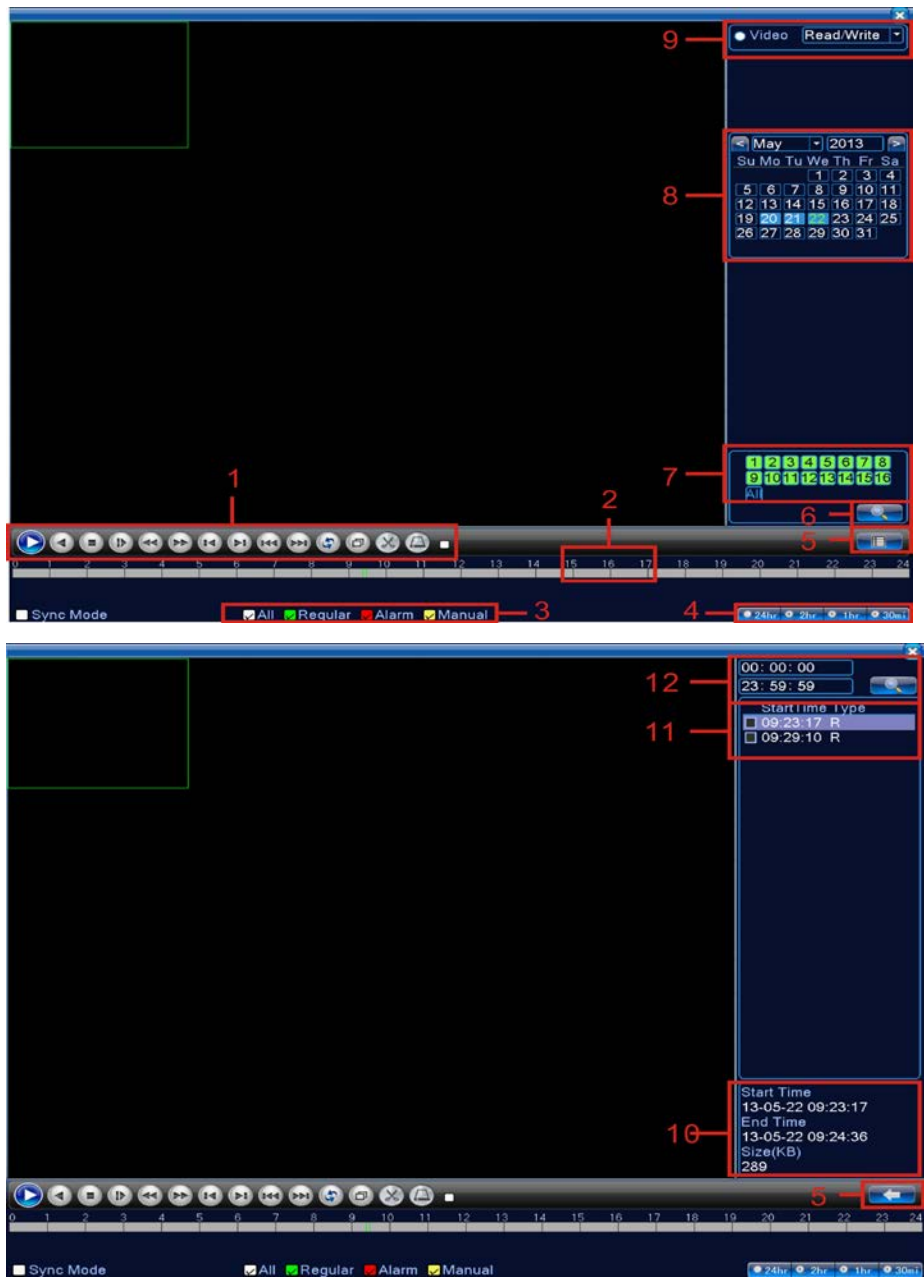 9
Video Read/Write
May 2013
Su Mo Tu We Th Fr Sa
1 2 3 4
5 6 7 8 9 10 11
8
12 13 14 15 16 17 18
19 20 21 22 23 24 25
26 27 28 29 30 31
7
1 2 3 4 5 6 7 8
9 10 11 12 13 14 15 16
All
1
2
6
5
0 1 2 3 4 5 6 7 8 9 10 11 12 13 14 15 16 17 18 19 20 21 22 23 24
Sync Mode All Regular Alarm Manual 3 4 24hr 2hr 1hr 30mi
12
00:00:00
23:59:59
StartTime Type
11
09:23:17 R
09:29:10 R
10
Start Time
13-05-22 09:23:17
End Time
13-05-22 09:24:36
Size(KB)
289
5
0 1 2 3 4 5 6 7 8 9 10 11 12 13 14 15 16 17 18 19 20 21 22 23 24
Sync Mode All Regular Alarm Manual 24hr 2hr 1hr 30mi